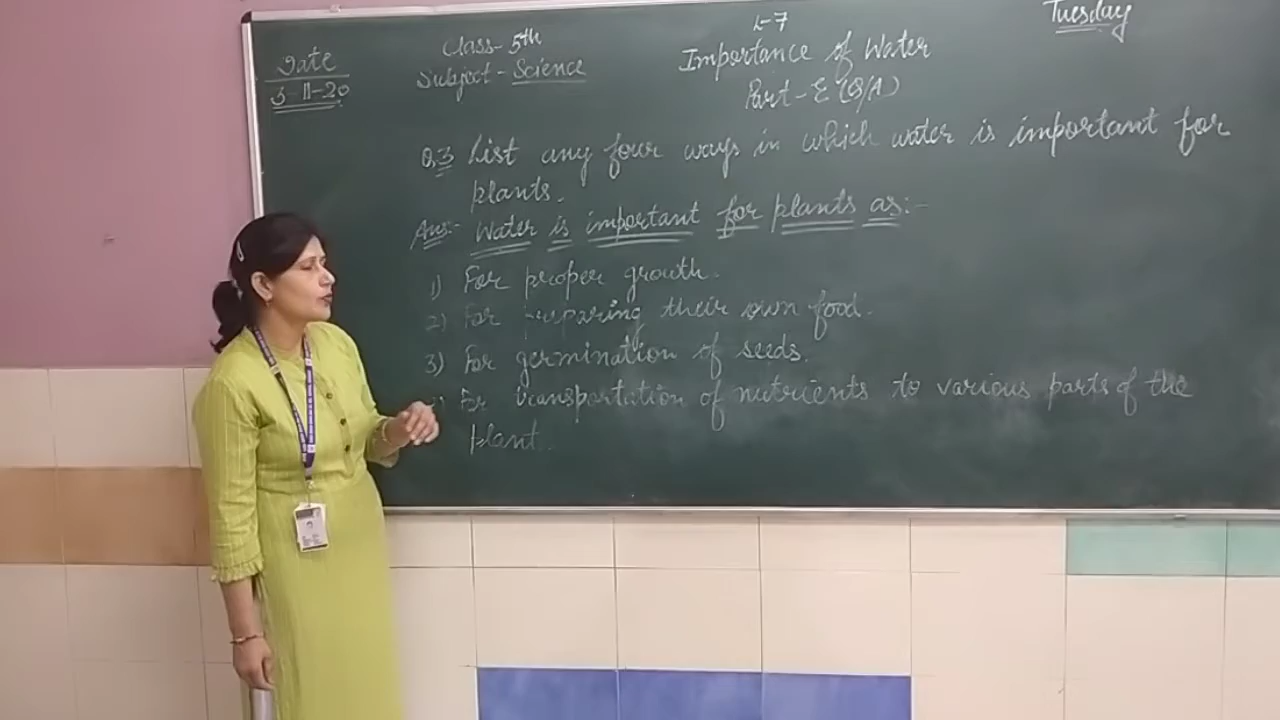 Date
3-11-20
Class- 5th
Subject - Science
L-7
Importance of Water
Part - E (Q/A)
Tuesday
Q.3 List any four ways in which water is important for
plants.
Ans:- Water is important for plants as:-
1) For proper growth.
2) For preparing their own food.
3) For germination of seeds.
For transportation of nutrients to various parts of the
plant.